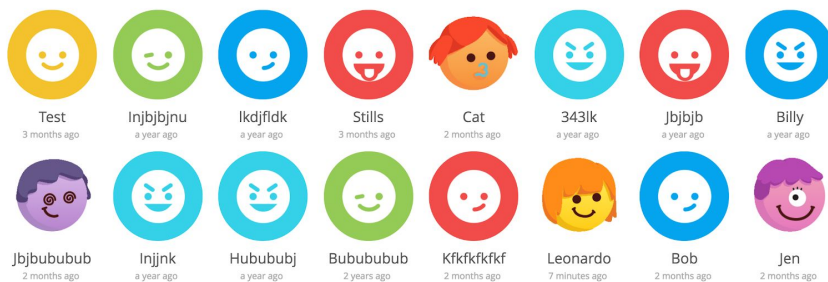 Test Injbjbjnu lkdjfldk Stills Cat 343lk Jbjbjb Billy
3 months ago a year ago a year ago 3 months ago 2 months ago a year ago a year ago a year ago
Jbjbububub Injjnk Hubububj Bubububub Kfkfkfkfkf Leonardo Bob Jen
2 months ago a year ago a year ago 2 years ago 2 months ago 7 minutes ago 2 months ago 2 months ago